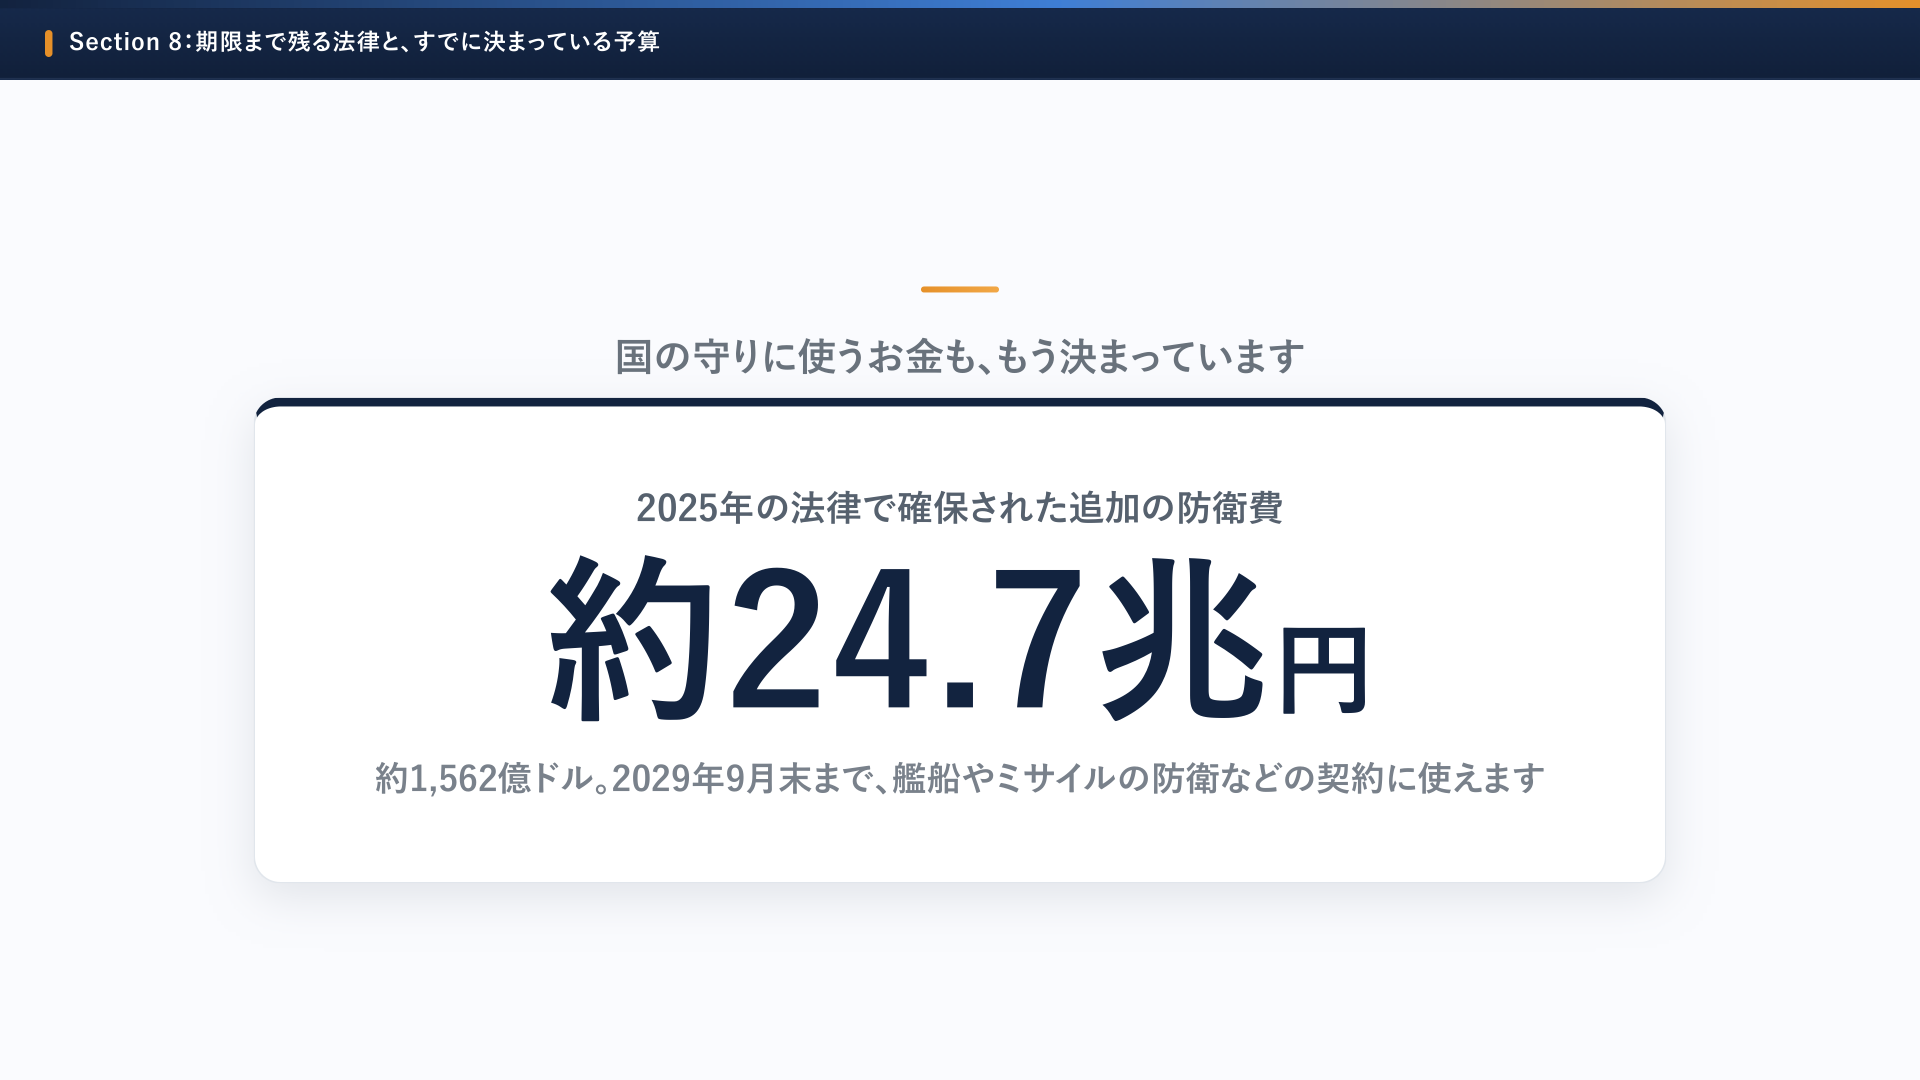 Section 8：期限まで残る法律と、すでに決まっている予算
国の守りに使うお金も、もう決まっています
2025年の法律で確保された追加の防衛費
約24.7兆円
約1,562億ドル。2029年9月末まで、艦船やミサイルの防衛などの契約に使えます